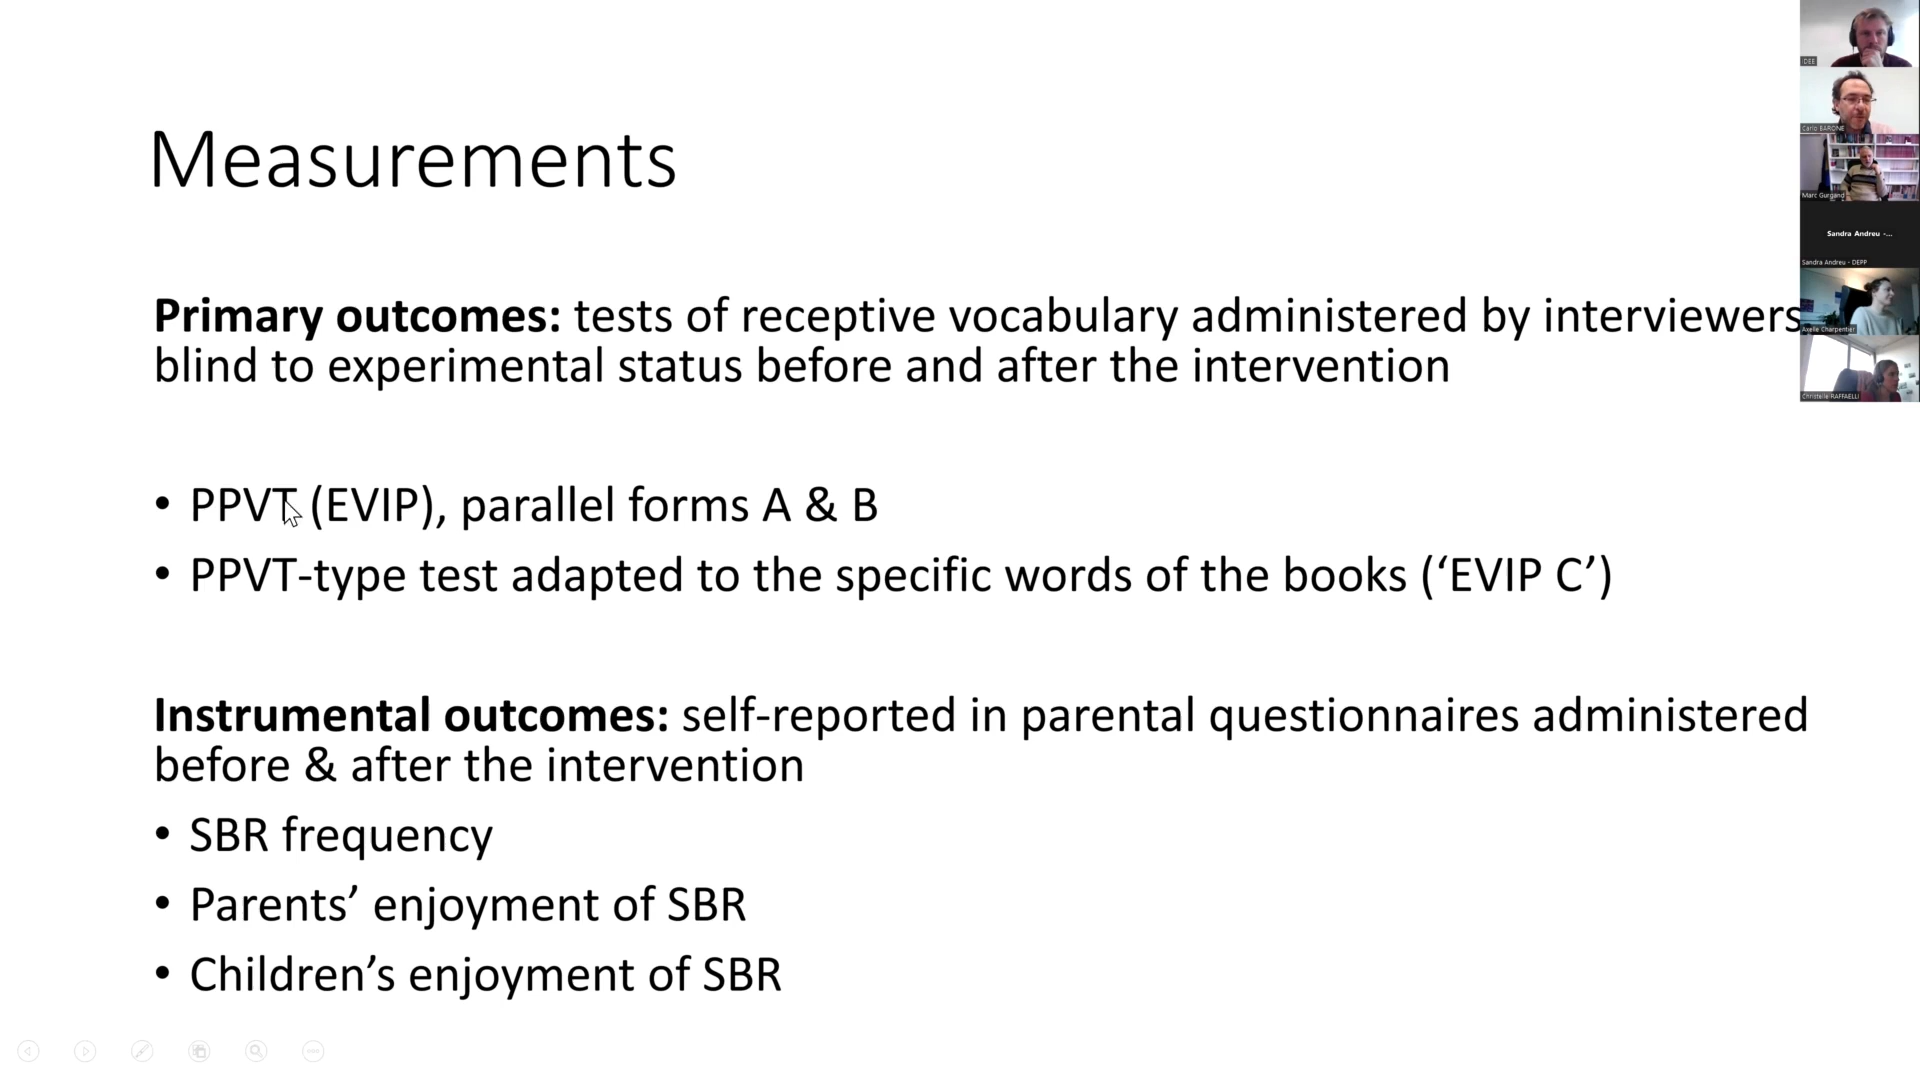 Measurements
Primary outcomes: tests of receptive vocabulary administered by interviewers
blind to experimental status before and after the intervention
• PPVT (EVIP), parallel forms A & B
• PPVT-type test adapted to the specific words of the books (‘EVIP C’)
Instrumental outcomes: self-reported in parental questionnaires administered
before & after the intervention
• SBR frequency
• Parents’ enjoyment of SBR
• Children’s enjoyment of SBR
IDEE
Carlo BARONE
Marc Gurgand
Sandra Andreu -...
Sandra Andreu - DEPP
Axelle Charpentier
Christelle RAFFAELLI